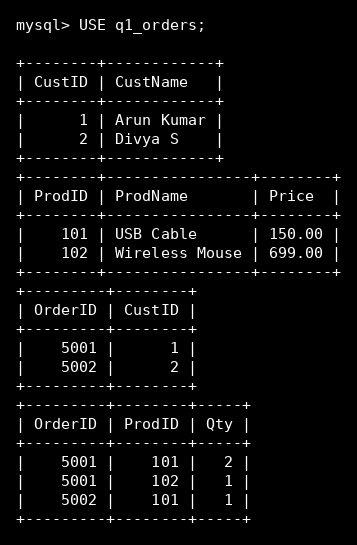 mysql> USE q1_orders;

+--------+------------+
| CustID | CustName   |
+--------+------------+
|      1 | Arun Kumar |
|      2 | Divya S    |
+--------+------------+
+--------+----------------+--------+
| ProdID | ProdName       | Price  |
+--------+----------------+--------+
|    101 | USB Cable      | 150.00 |
|    102 | Wireless Mouse | 699.00 |
+--------+----------------+--------+
+---------+--------+
| OrderID | CustID |
+---------+--------+
|    5001 |      1 |
|    5002 |      2 |
+---------+--------+
+---------+--------+-----+
| OrderID | ProdID | Qty |
+---------+--------+-----+
|    5001 |    101 |   2 |
|    5001 |    102 |   1 |
|    5002 |    101 |   1 |
+---------+--------+-----+